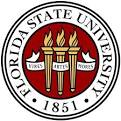 FLORIDA STATE UNIVERSITY
VIRES ARTES MORES
· 1851 ·